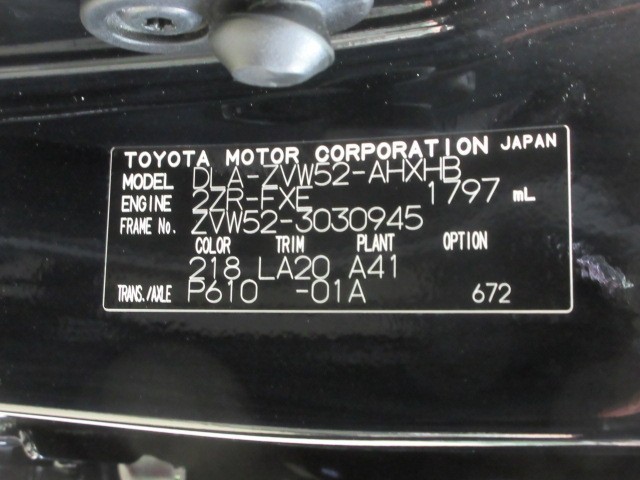 TOYOTA MOTOR CORPORATION JAPAN
MODEL DLA-ZVW52-AHXHB
ENGINE 2ZR-FXE 1797 mL
FRAME No. ZVW52-3030945
COLOR TRIM PLANT OPTION
218 LA20 A41
TRANS./AXLE P610 -01A 672